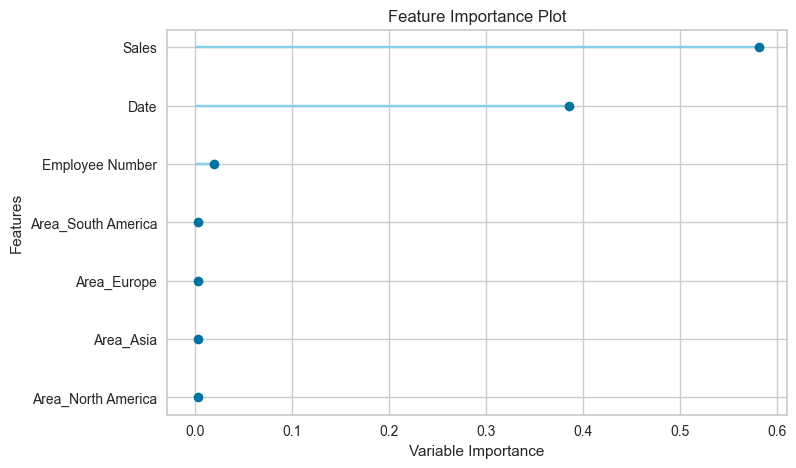 Feature Importance Plot
Sales
Date
Employee Number
Area_South America
Area_Europe
Area_Asia
Area_North America
Features
0.0 0.1 0.2 0.3 0.4 0.5 0.6
Variable Importance